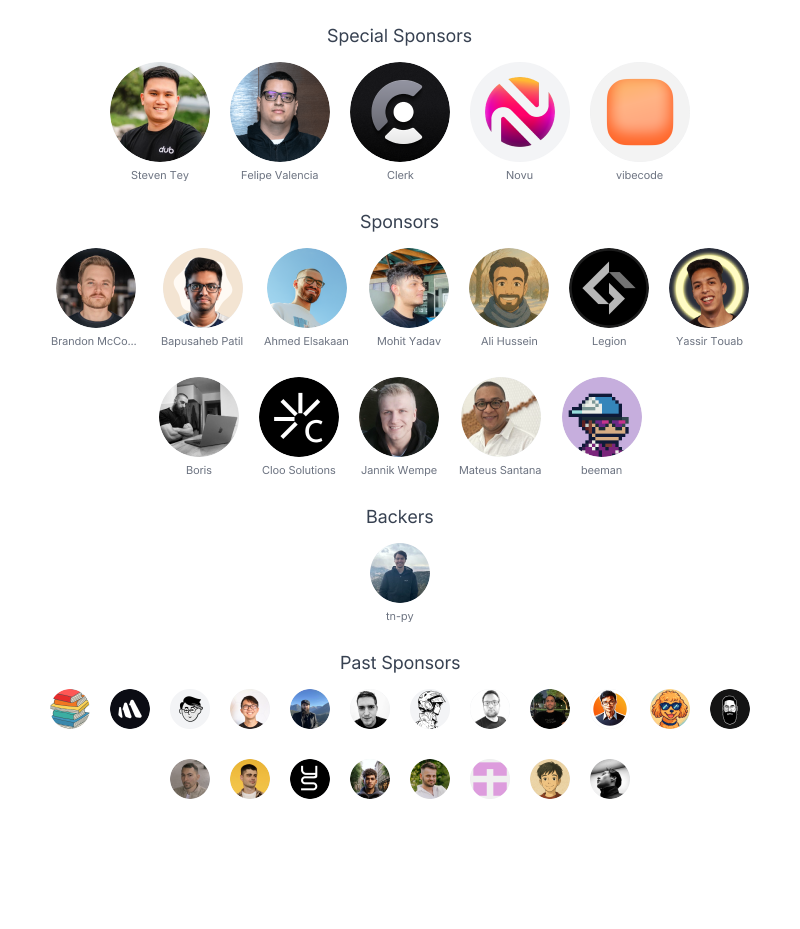 Special Sponsors
dub
Steven Tey
Felipe Valencia
Clerk
Novu
vibecode
Sponsors
Brandon McCo...
Bapusaheb Patil
Ahmed Elsakaan
Mohit Yadav
Ali Hussein
Legion
Yassir Touab
C
Boris
Cloo Solutions
Jannik Wempe
Mateus Santana
beeman
Backers
tn-py
Past Sponsors